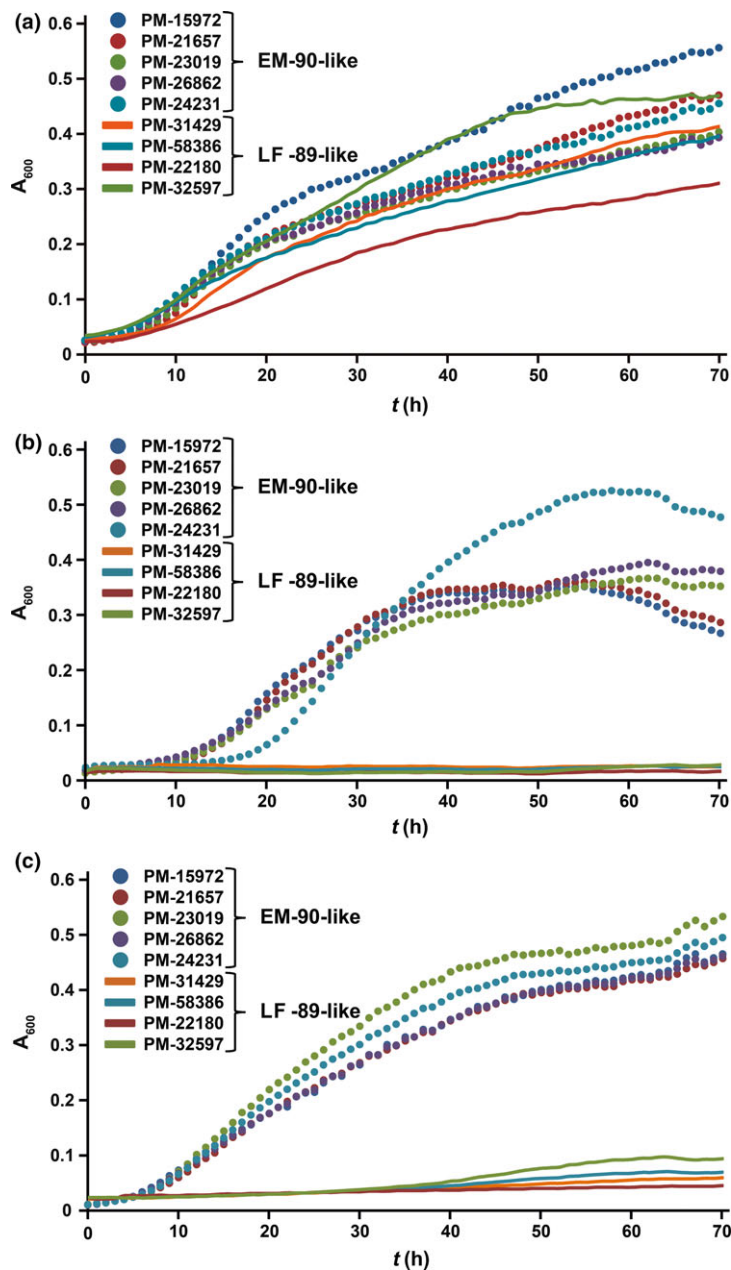 (a)
0.6
0.5
0.4
0.3
0.2
0.1
0
A600
PM-15972
PM-21657
PM-23019
PM-26862
PM-24231
EM-90-like
PM-31429
PM-58386
PM-22180
PM-32597
LF -89-like
0 10 20 30 40 50 60 70
t (h)
(b)
0.6
0.5
0.4
0.3
0.2
0.1
0
A600
PM-15972
PM-21657
PM-23019
PM-26862
PM-24231
EM-90-like
PM-31429
PM-58386
PM-22180
PM-32597
LF -89-like
0 10 20 30 40 50 60 70
t (h)
(c)
0.6
0.5
0.4
0.3
0.2
0.1
0
A600
PM-15972
PM-21657
PM-23019
PM-26862
PM-24231
EM-90-like
PM-31429
PM-58386
PM-22180
PM-32597
LF -89-like
0 10 20 30 40 50 60 70
t (h)